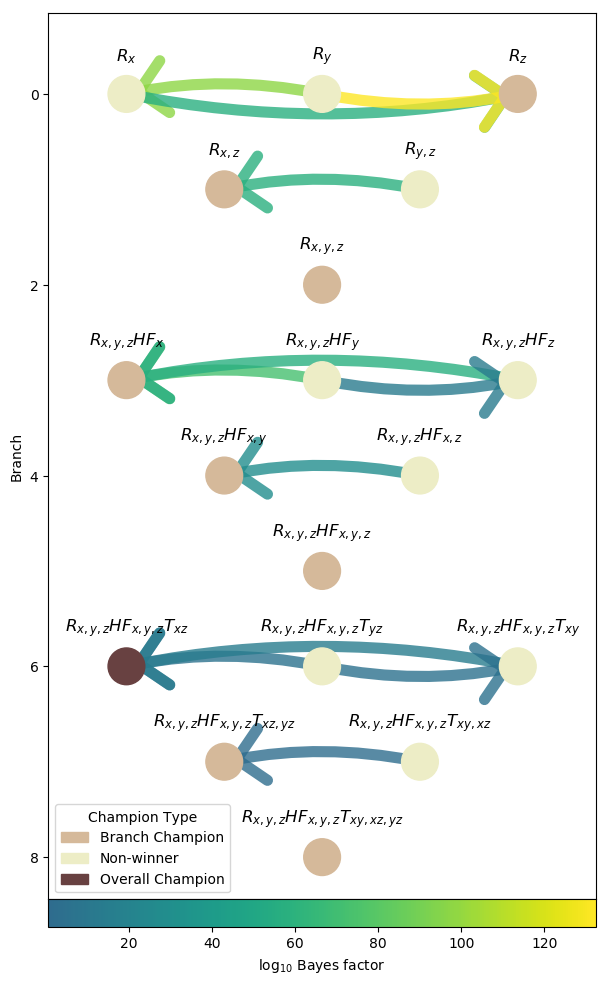 R_x R_y R_z
0
R_{x,z} R_{y,z}
R_{x,y,z}
2
R_{x,y,z}HF_x R_{x,y,z}HF_y R_{x,y,z}HF_z
R_{x,y,z}HF_{x,y} R_{x,y,z}HF_{x,z}
Branch
4
R_{x,y,z}HF_{x,y,z}
R_{x,y,z}HF_{x,y,z}T_{xz} R_{x,y,z}HF_{x,y,z}T_{yz} R_{x,y,z}HF_{x,y,z}T_{xy}
6
R_{x,y,z}HF_{x,y,z}T_{xz,yz} R_{x,y,z}HF_{x,y,z}T_{xy,xz}
Champion Type
Branch Champion
Non-winner
Overall Champion
R_{x,y,z}HF_{x,y,z}T_{xy,xz,yz}
8
20 40 60 80 100 120
log_{10} Bayes factor